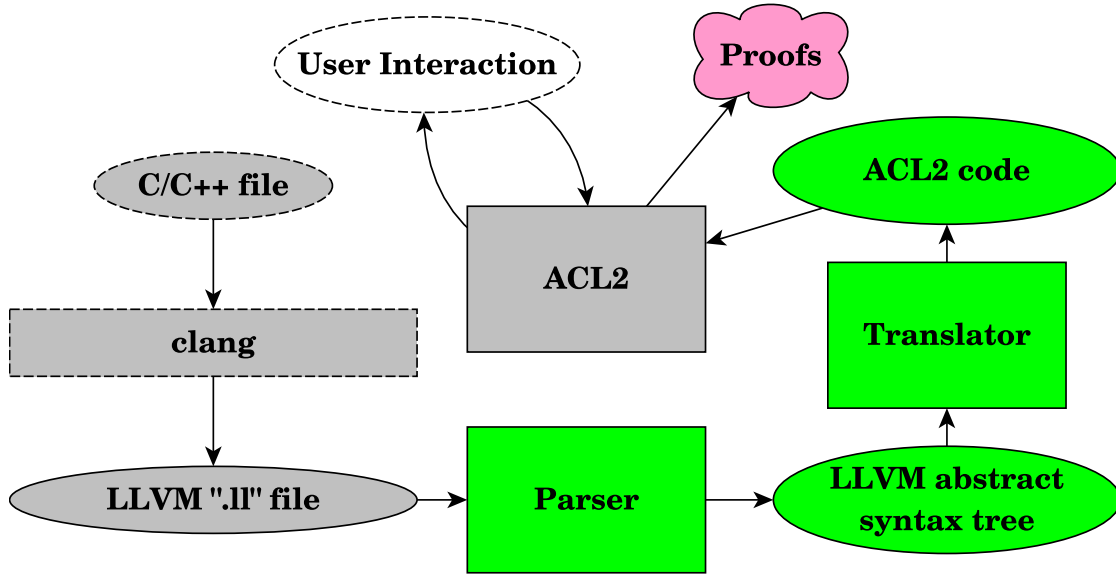 User Interaction
Proofs
C/C++ file
ACL2 code
ACL2
clang
Translator
LLVM ".ll" file
Parser
LLVM abstract
syntax tree